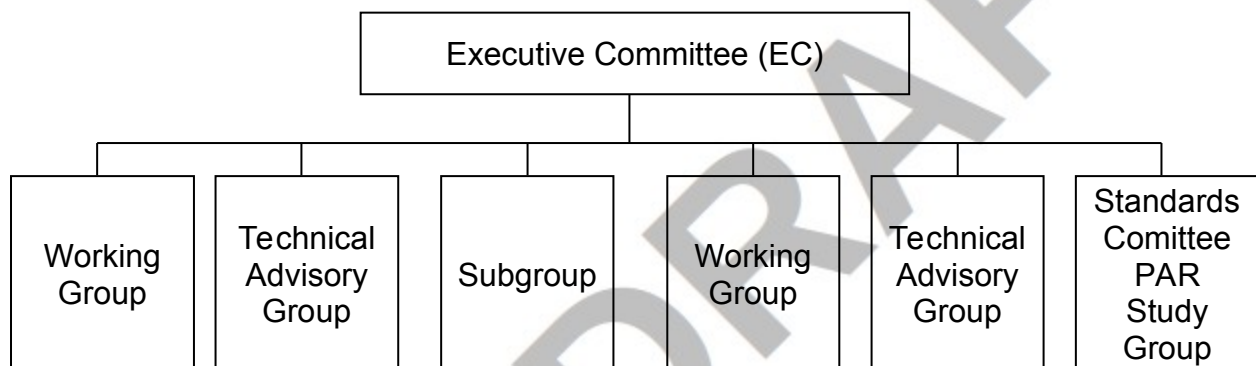 Executive Committee (EC)
Working
Group
Technical
Advisory
Group
Subgroup
Working
Group
Technical
Advisory
Group
Standards
Comittee
PAR
Study
Group
DRAF